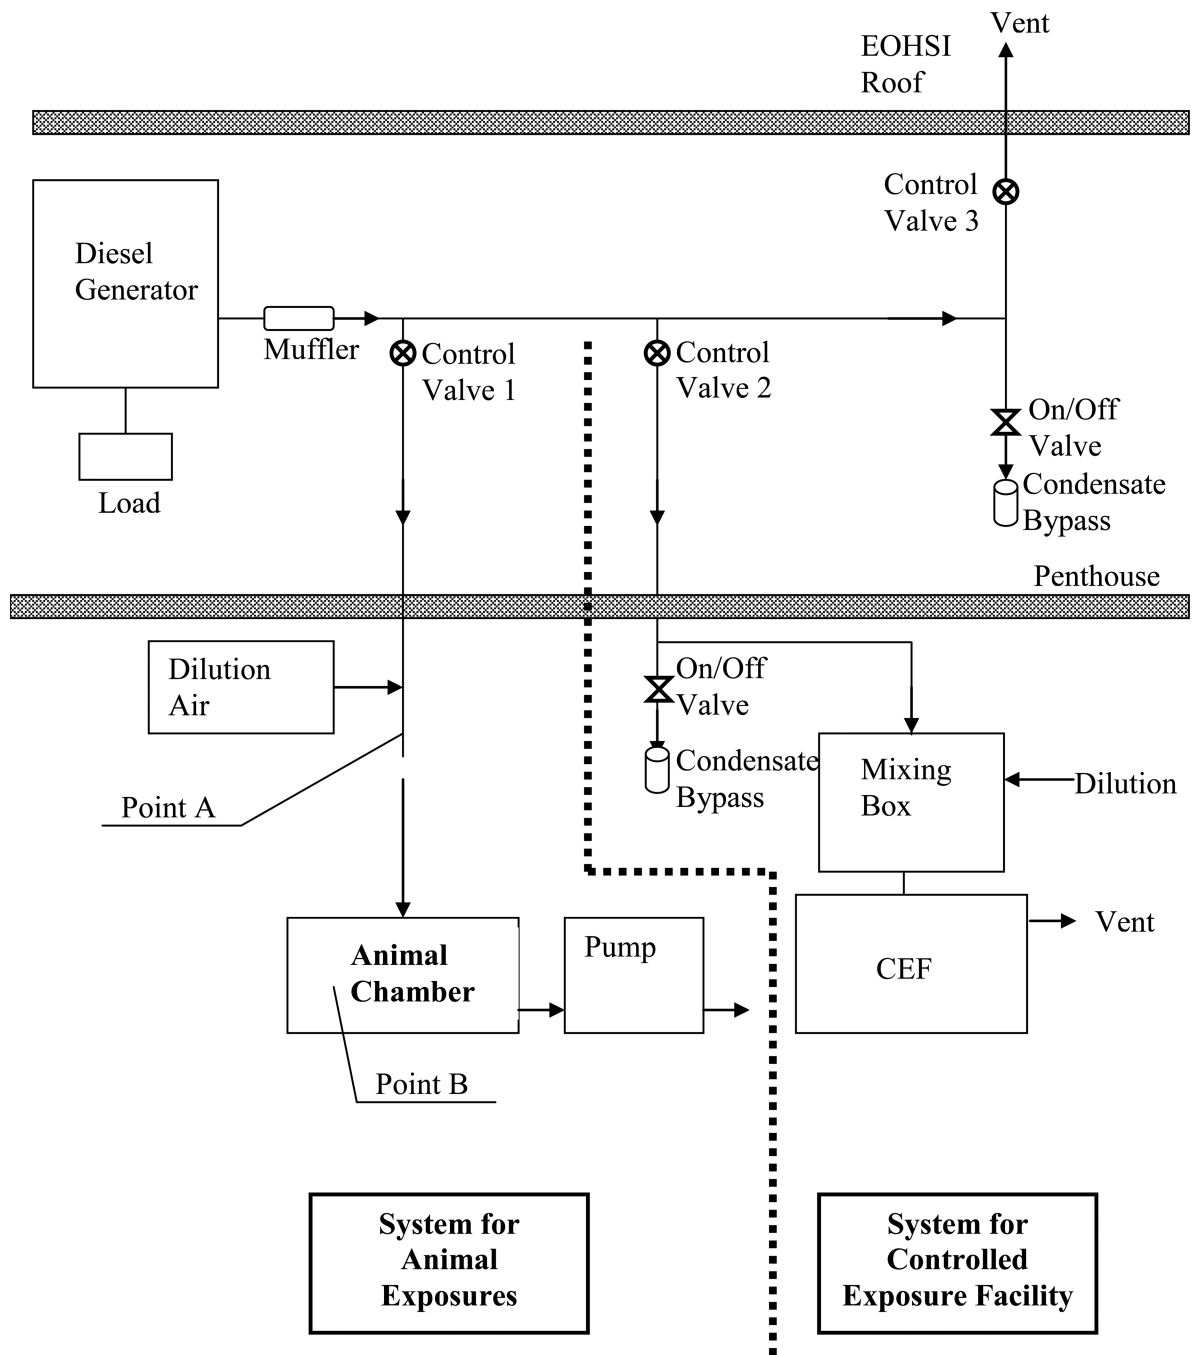 Vent
EOHSI
Roof
Control
Valve 3
Diesel
Generator
Muffler
Control
Valve 1
Control
Valve 2
On/Off
Valve
Load
Condensate
Bypass
Penthouse
Dilution
Air
On/Off
Valve
Condensate
Bypass
Mixing
Box
Dilution
Point A
Animal
Chamber
Pump
CEF
Vent
Point B
System for
Animal
Exposures
System for
Controlled
Exposure Facility